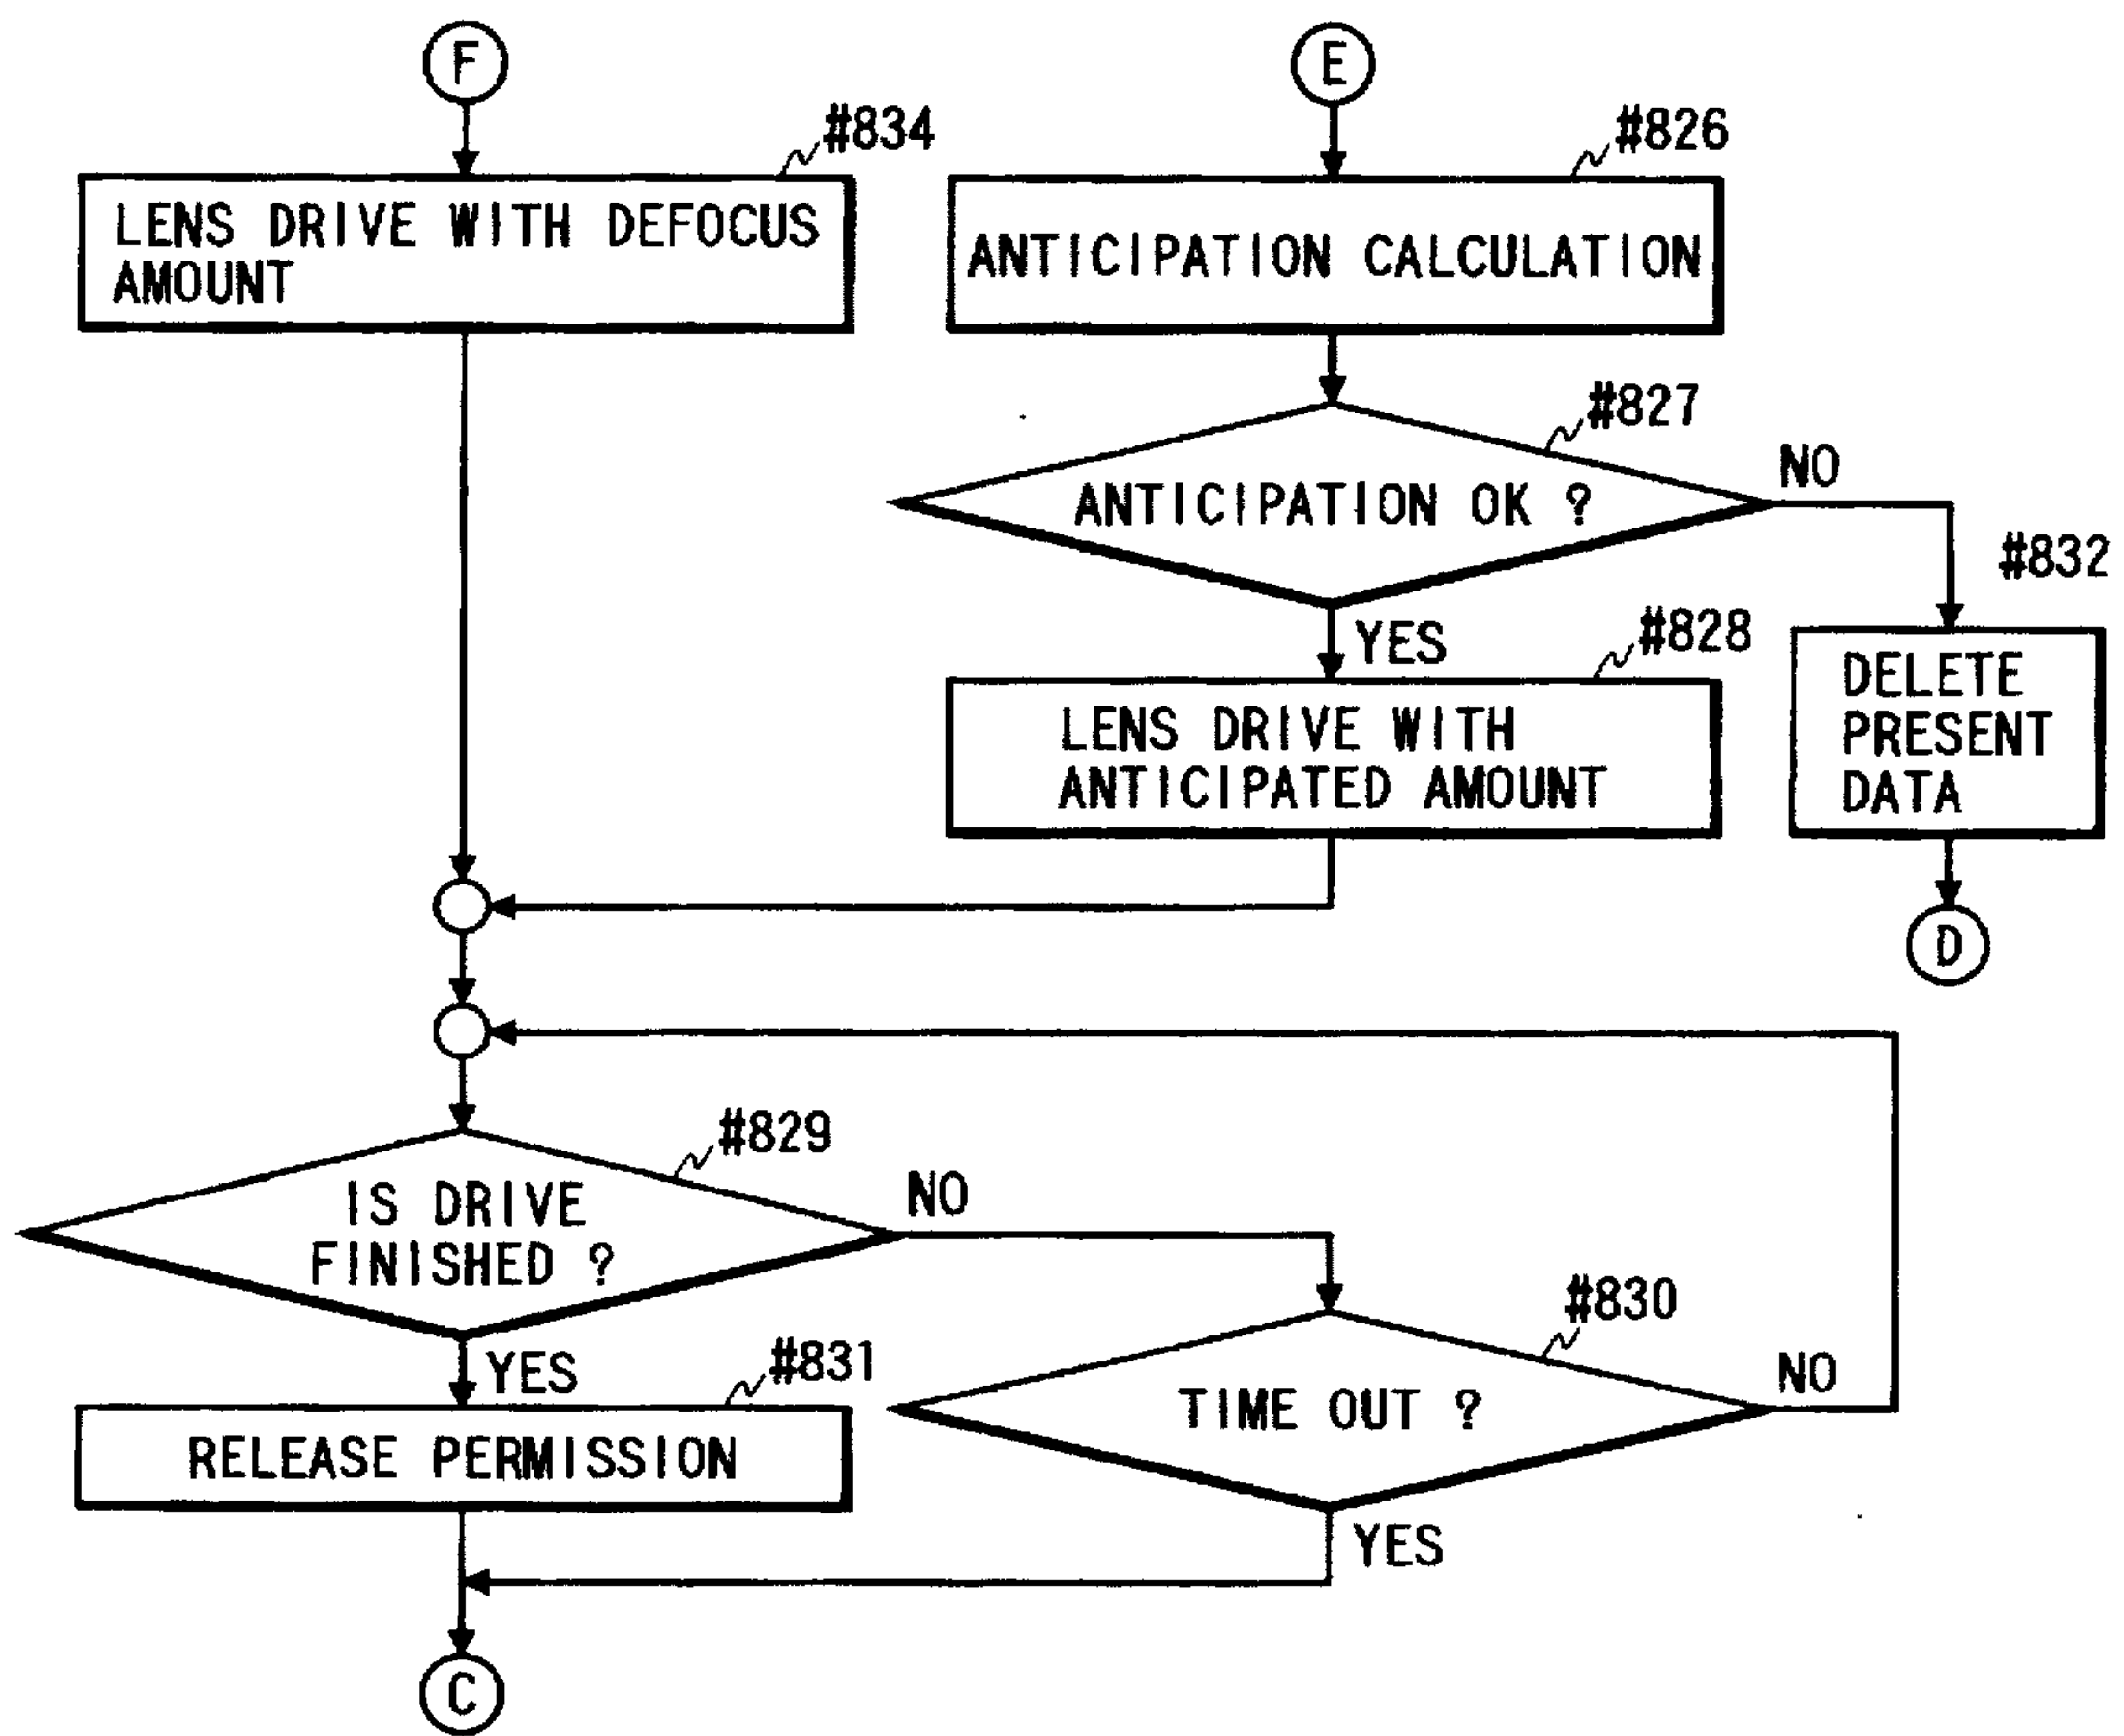 F
E
#834
#826
LENS DRIVE WITH DEFOCUS
AMOUNT
ANTICIPATION CALCULATION
#827
NO
ANTICIPATION OK ?
#832
YES
#828
LENS DRIVE WITH
ANTICIPATED AMOUNT
DELETE
PRESENT
DATA
D
#829
NO
IS DRIVE
FINISHED ?
#830
YES
#831
NO
TIME OUT ?
RELEASE PERMISSION
YES
C